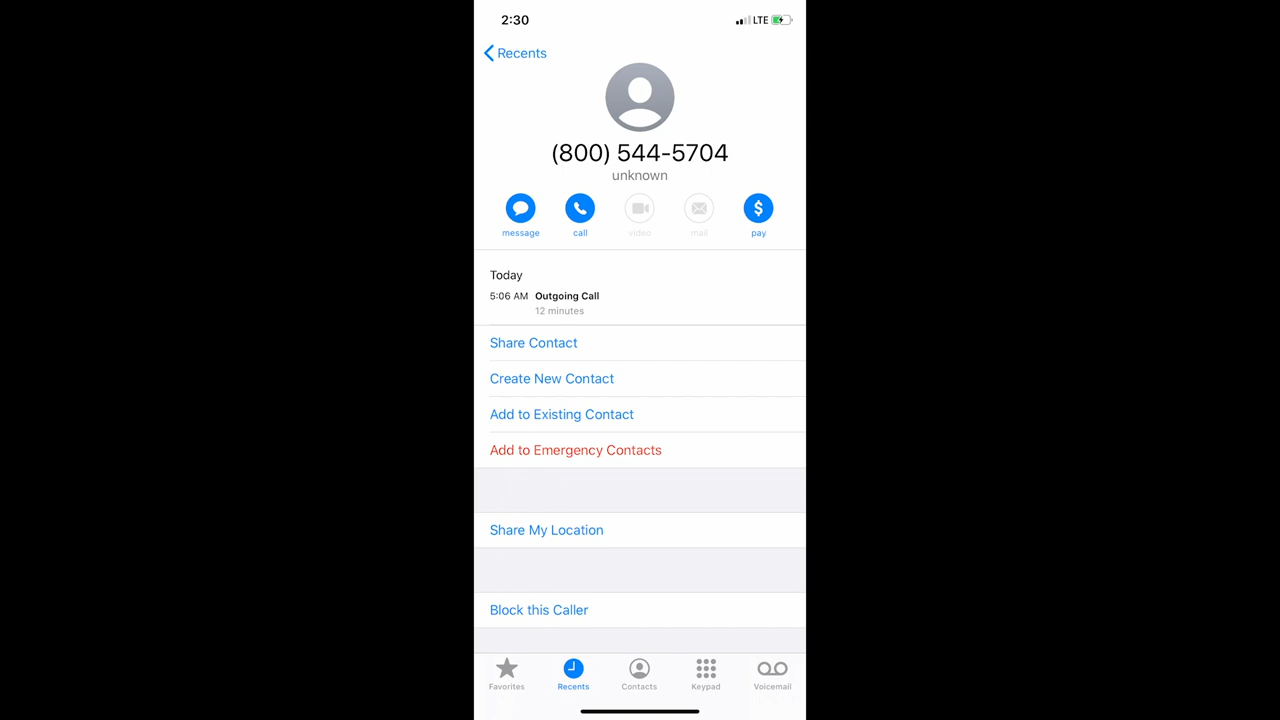 2:30
LTE
Recents
(800) 544-5704
unknown
message call video mail pay
Today
5:06 AM Outgoing Call
12 minutes
Share Contact
Create New Contact
Add to Existing Contact
Add to Emergency Contacts
Share My Location
Block this Caller
Favorites Recents Contacts Keypad Voicemail